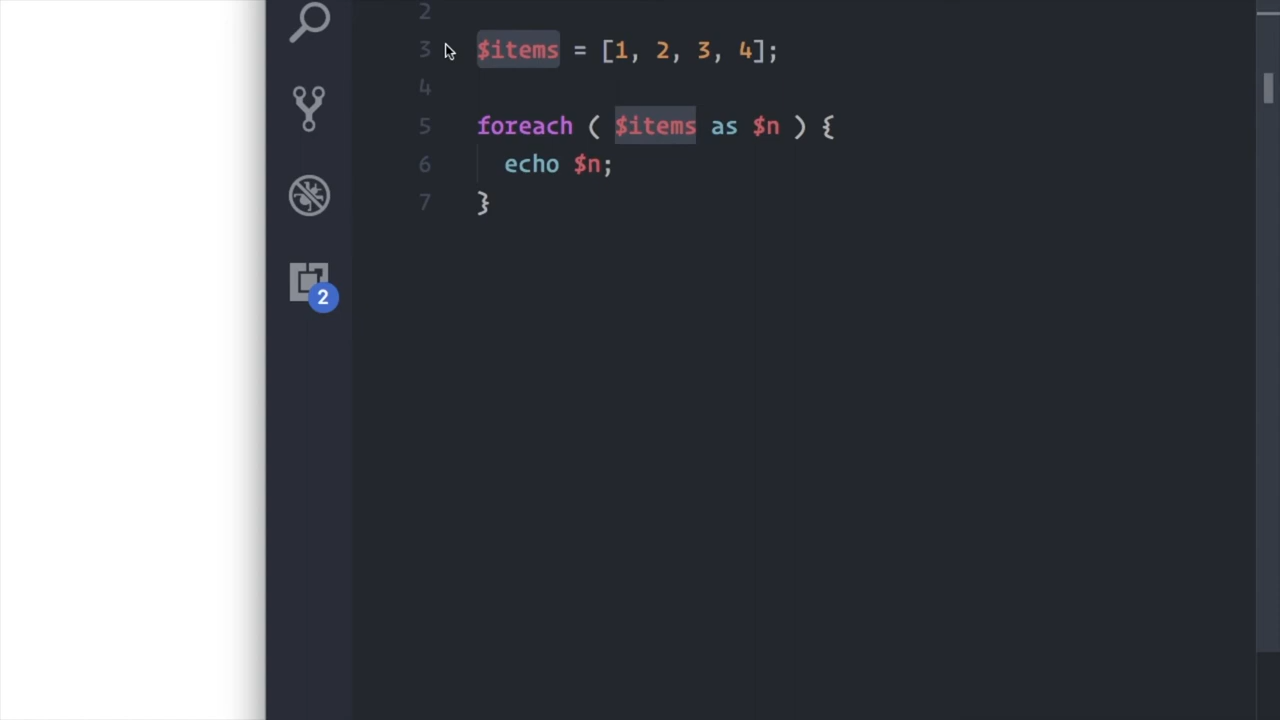 2
3 $items = [1, 2, 3, 4];
4
5 foreach ( $items as $n ) {
6 echo $n;
7 }
2